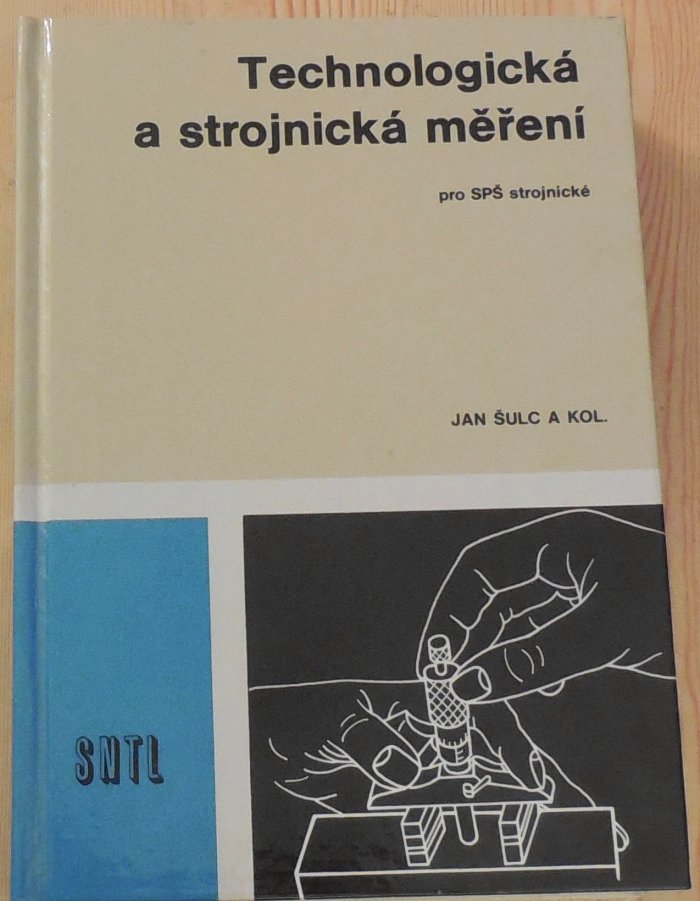 Technologická
a strojnická měření
pro SPŠ strojnické
JAN ŠULC A KOL.
SNTL